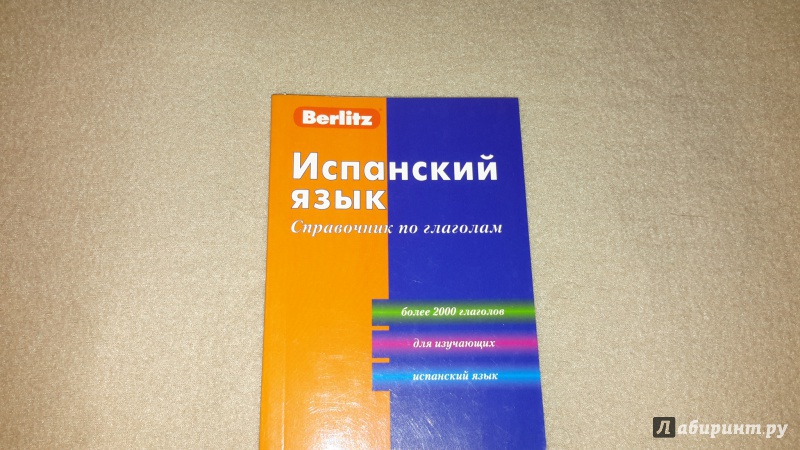 Berlitz
Испанский
язык
Справочник по глаголам
более 2000 глаголов
для изучающих
испанский язык
Лабиринт.ру